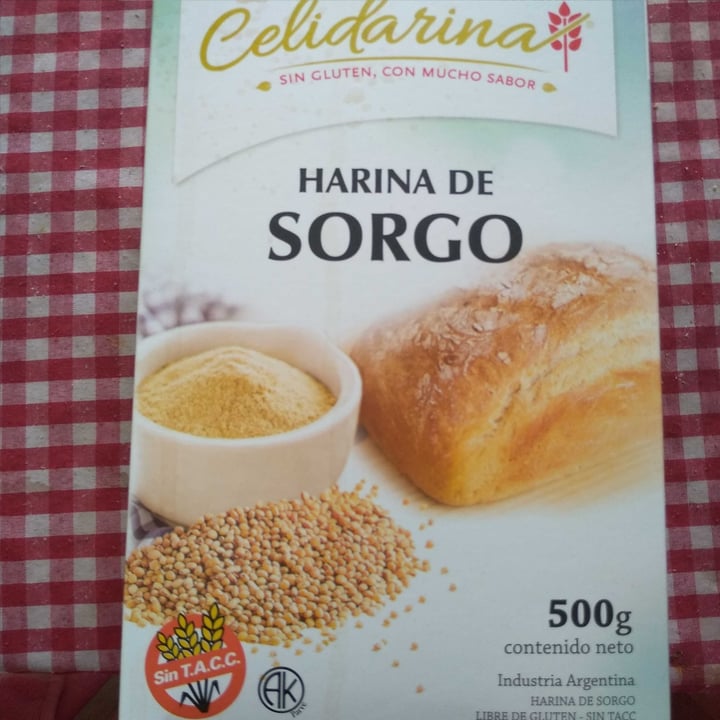 Celidarina
SIN GLUTEN, CON MUCHO SABOR
HARINA DE
SORGO
500g
contenido neto
Sin T.A.C.C.
AK
Parve
Industria Argentina
HARINA DE SORGO
LIBRE DE GLUTEN - SIN TACC